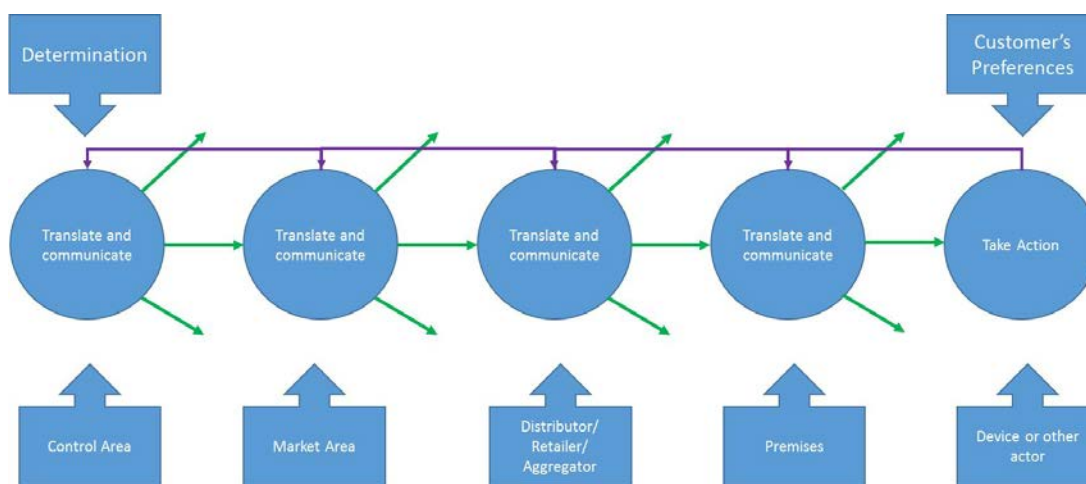 Determination
Customer's
Preferences
Translate and
communicate
Translate and
communicate
Translate and
communicate
Translate and
communicate
Take Action
Control Area
Market Area
Distributor/
Retailer/
Aggregator
Premises
Device or other
actor